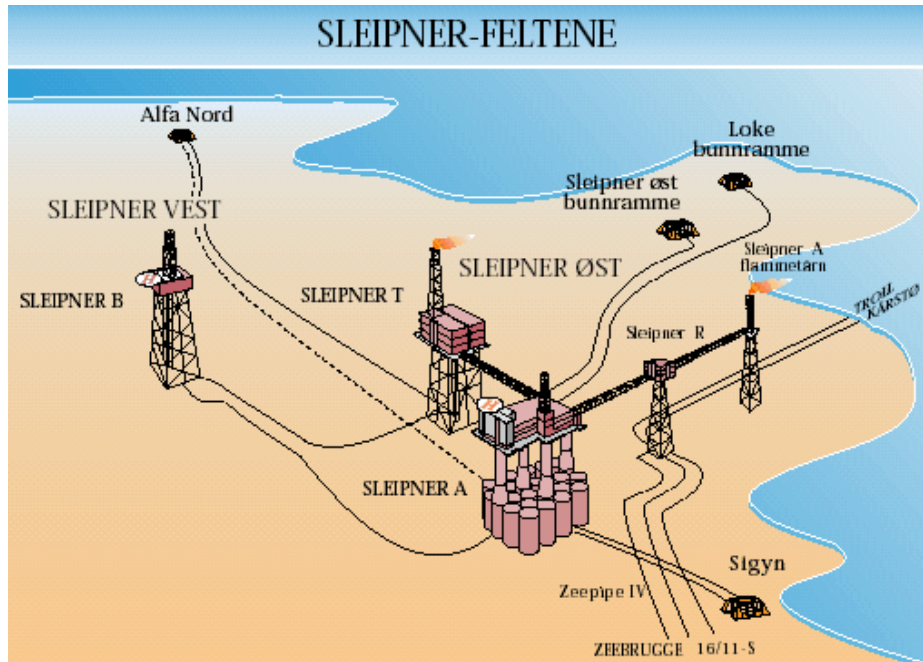 SLEIPNER-FELTENE
Alfa Nord
Loke
bunnramme
Sleipner øst
bunnramme
SLEIPNER VEST
SLEIPNER ØST
Sleipner A
flammetårn
SLEIPNER B
SLEIPNER T
TROLL
KÅRSTØ
Sleipner R
H
H
SLEIPNER A
Sigyn
Zeepipe IV
ZEEBRUGGE 16/11-S